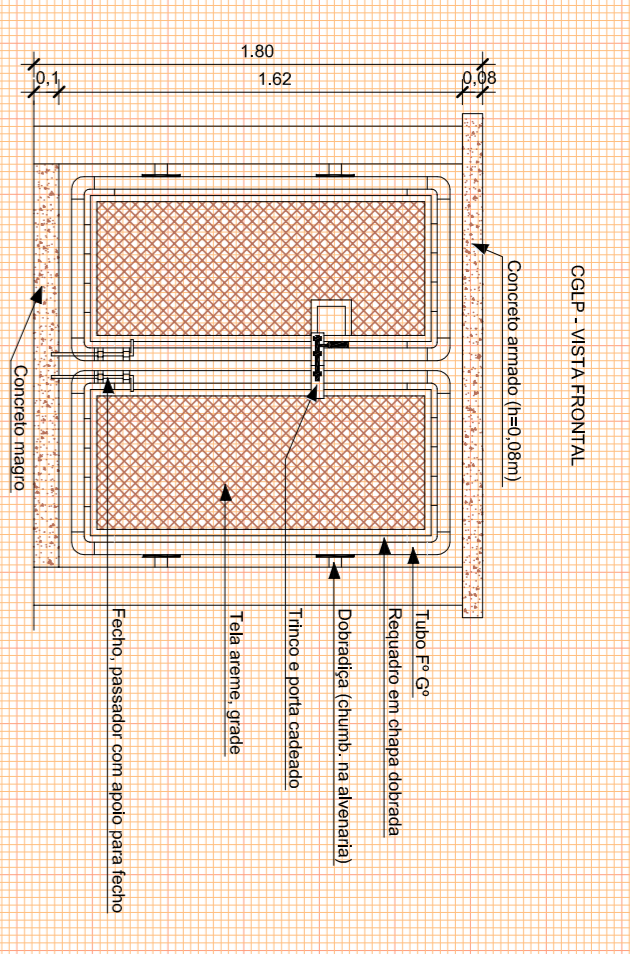 CGLP - VISTA FRONTAL
Concreto armado (h=0,08m)
1.80
0,1
1.62
0,08
Tubo Fº Gº
Requadro em chapa dobrada
Dobradiça (chumb. na alvenaria)
Trinco e porta cadeado
Tela areme, grade
Fecho, passador com apoio para fecho
Concreto magro